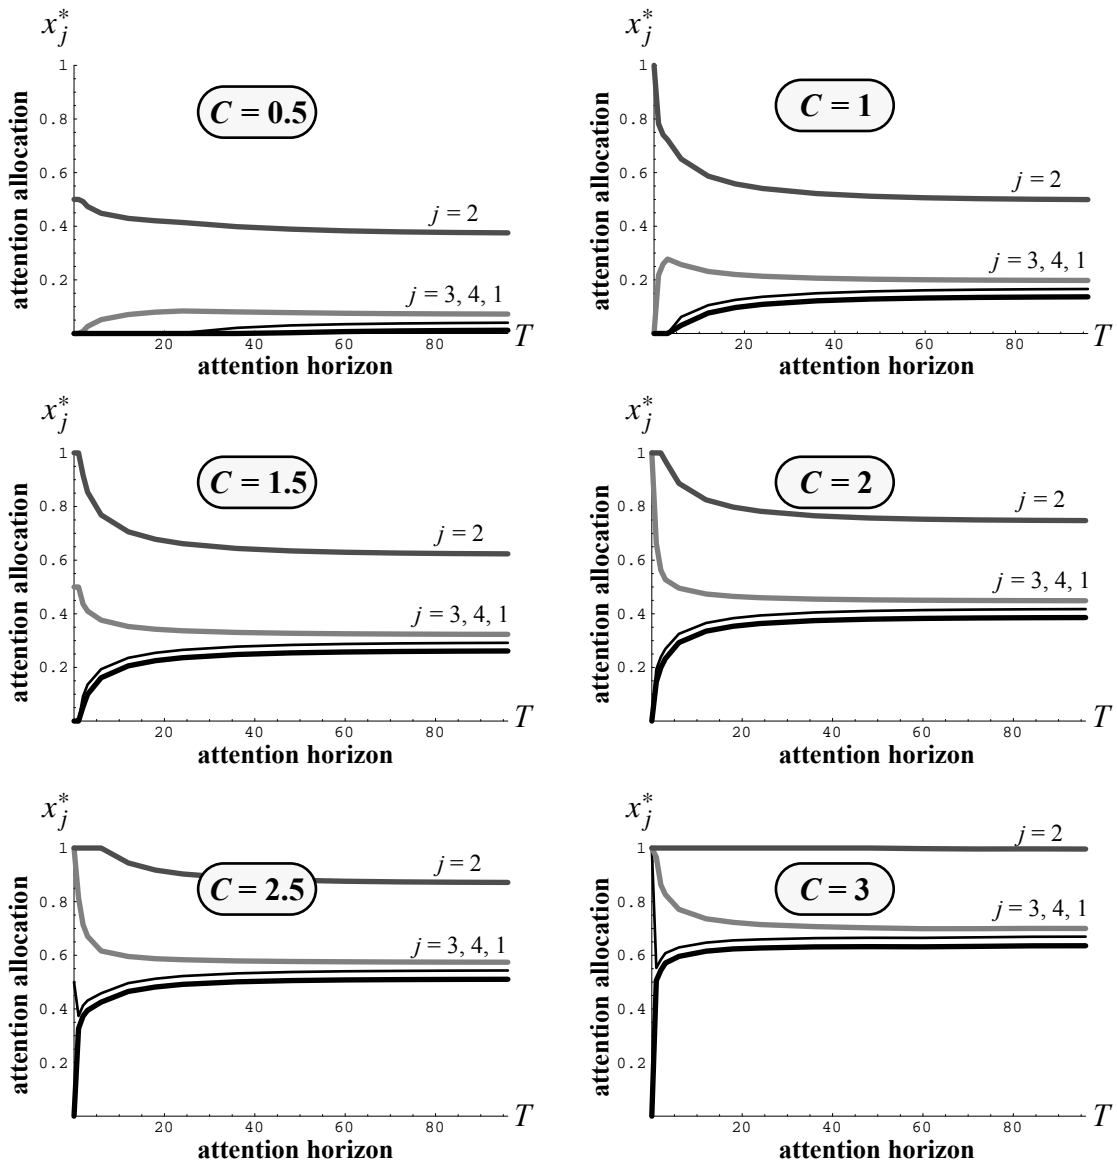 x*j
x*j
C = 0.5
C = 1
attention allocation
attention allocation
1
0.8
0.6
0.4
0.2
1
0.8
0.6
0.4
0.2
j = 2
j = 2
j = 3, 4, 1
j = 3, 4, 1
20 40 60 80 T
20 40 60 80 T
attention horizon
attention horizon
x*j
x*j
C = 1.5
C = 2
attention allocation
attention allocation
1
0.8
0.6
0.4
0.2
1
0.8
0.6
0.4
0.2
j = 2
j = 2
j = 3, 4, 1
j = 3, 4, 1
20 40 60 80 T
20 40 60 80 T
attention horizon
attention horizon
x*j
x*j
C = 2.5
C = 3
attention allocation
attention allocation
1
0.8
0.6
0.4
0.2
1
0.8
0.6
0.4
0.2
j = 2
j = 2
j = 3, 4, 1
j = 3, 4, 1
20 40 60 80 T
20 40 60 80 T
attention horizon
attention horizon